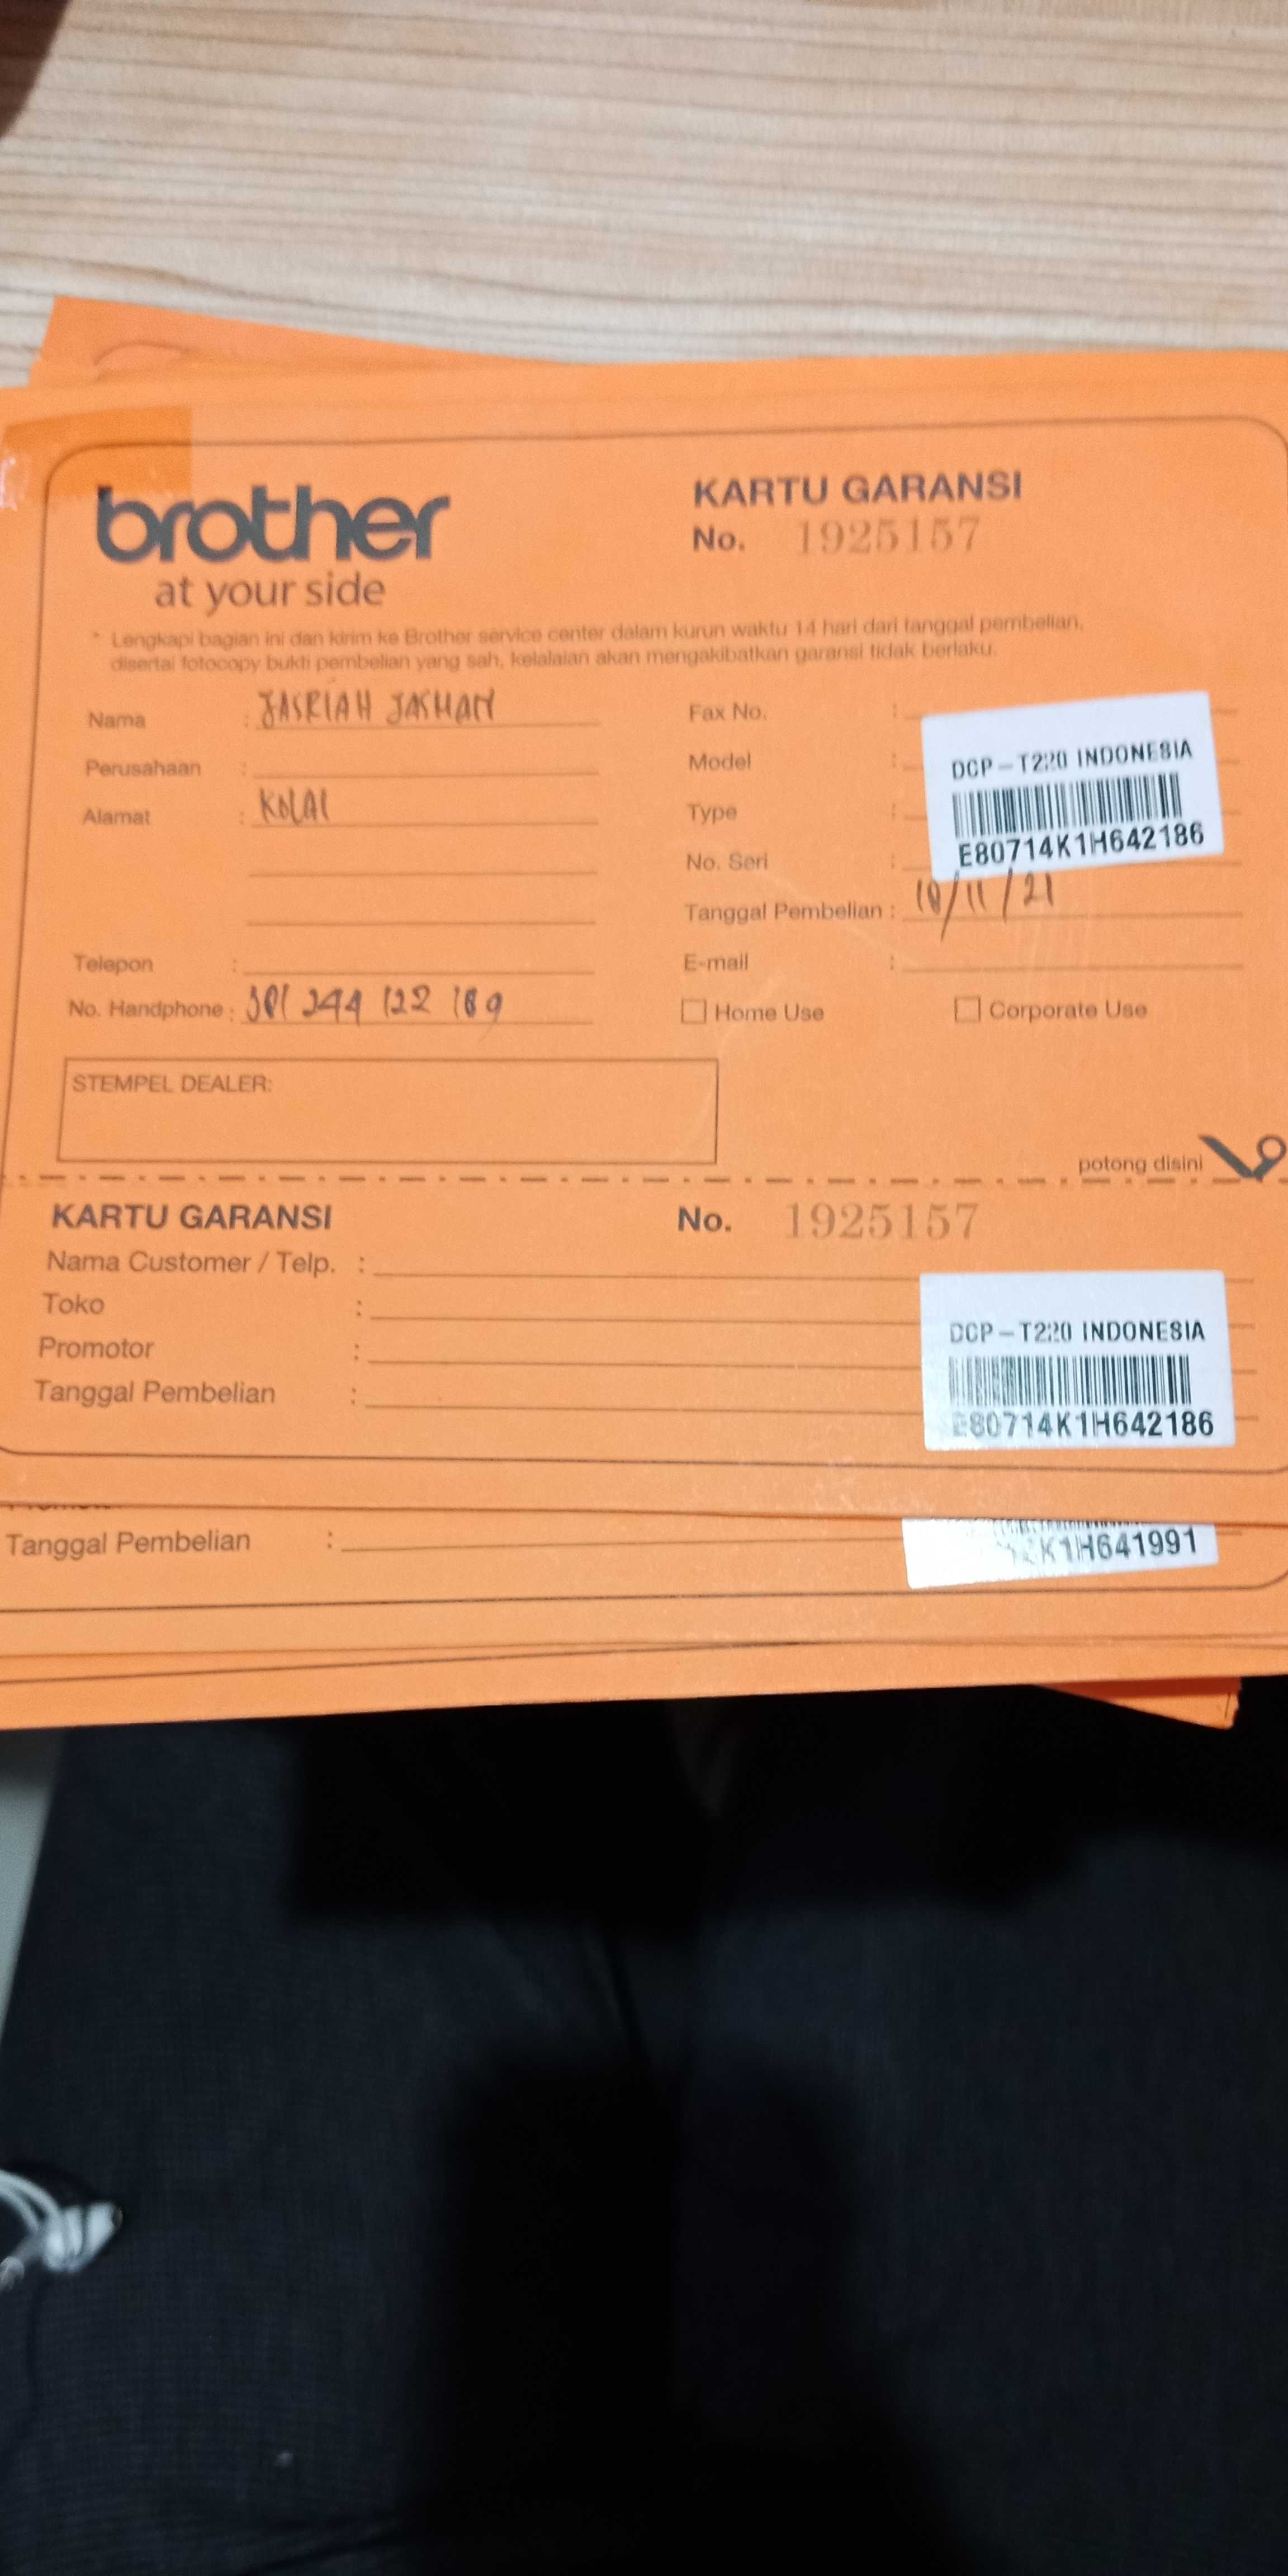 brother
at your side
KARTU GARANSI
No. 1925157
* Lengkapi bagian ini dan kirim ke Brother service center dalam kurun waktu 14 hari dari tanggal pembelian,
disertai fotocopy bukti pembelian yang sah, kelalaian akan mengakibatkan garansi tidak berlaku.
Nama : JASRIAH JASMAN
Perusahaan :
Alamat :
Telepon :
No. Handphone : 081 244 122 189
Fax No. :
Model :
Type :
No. Seri :
DCP-T220 INDONESIA
E80714K1H642186
Tanggal Pembelian : 10/11/21
E-mail :
Home Use
Corporate Use
STEMPEL DEALER:
potong disini
KARTU GARANSI
No. 1925157
Nama Customer / Telp. :
Toko :
Promotor :
Tanggal Pembelian :
DCP-T220 INDONESIA
E80714K1H642186
Tanggal Pembelian :
K1H641991